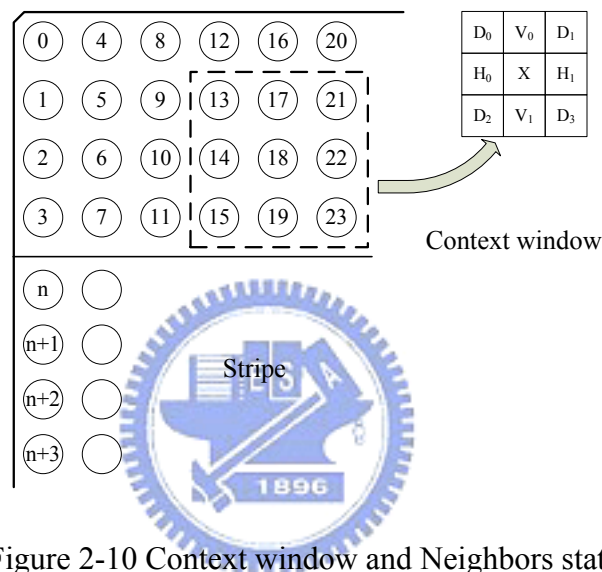 0 4 8 12 16 20
1 5 9 13 17 21
2 6 10 14 18 22
3 7 11 15 19 23
D₀ V₀ D₁
H₀ X H₁
D₂ V₁ D₃
Context window
n
n+1
Stripe
n+2
n+3
1896
Figure 2-10 Context window and Neighbors stat